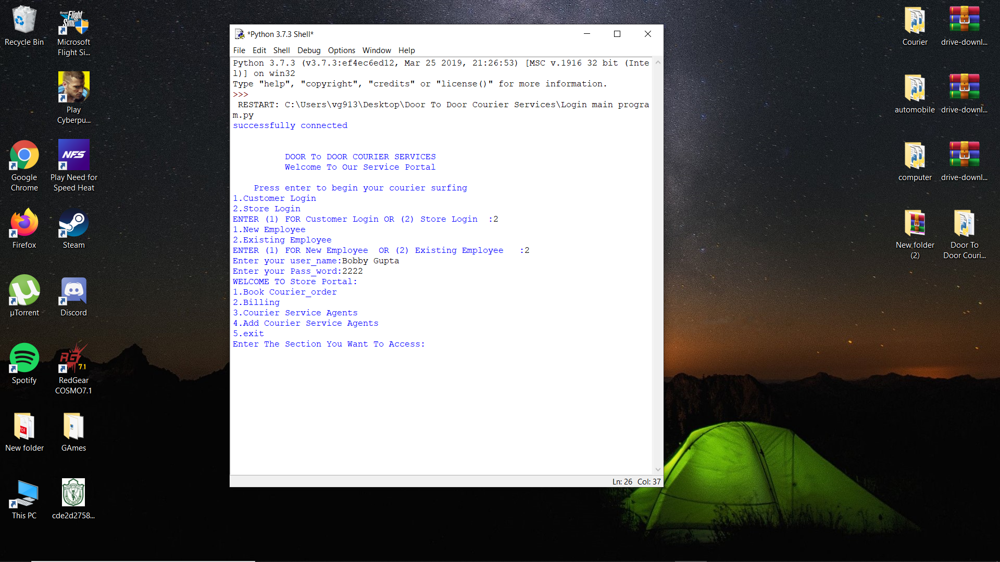 Recycle Bin
Microsoft
Flight Si...
Play
Cyberpu...
Google
Chrome
Play Need for
Speed Heat
Firefox
Steam
µTorrent
Discord
Spotify
RedGear
COSMO7.1
New folder
GAmes
This PC
cde2d2758...
NFS
RG
7.1
PDF
*Python 3.7.3 Shell*
File Edit Shell Debug Options Window Help
Python 3.7.3 (v3.7.3:ef4ec6ed12, Mar 25 2019, 21:26:53) [MSC v.1916 32 bit (Inte
l)] on win32
Type "help", "copyright", "credits" or "license()" for more information.
>>>
RESTART: C:\Users\vg913\Desktop\Door To Door Courier Services\Login main progra
m.py
successfully connected
DOOR To DOOR COURIER SERVICES
Welcome To Our Service Portal
Press enter to begin your courier surfing
1.Customer Login
2.Store Login
ENTER (1) FOR Customer Login OR (2) Store Login  :2
1.New Employee
2.Existing Employee
ENTER (1) FOR New Employee  OR (2) Existing Employee   :2
Enter your user_name:Bobby Gupta
Enter your Pass_word:2222
WELCOME TO Store Portal:
1.Book Courier_order
2.Billing
3.Courier Service Agents
4.Add Courier Service Agents
5.exit
Enter The Section You Want To Access:
Ln: 26 Col: 37
Courier
drive-downl...
automobile
drive-downl...
computer
drive-downl...
New folder
(2)
Door To
Door Couri...